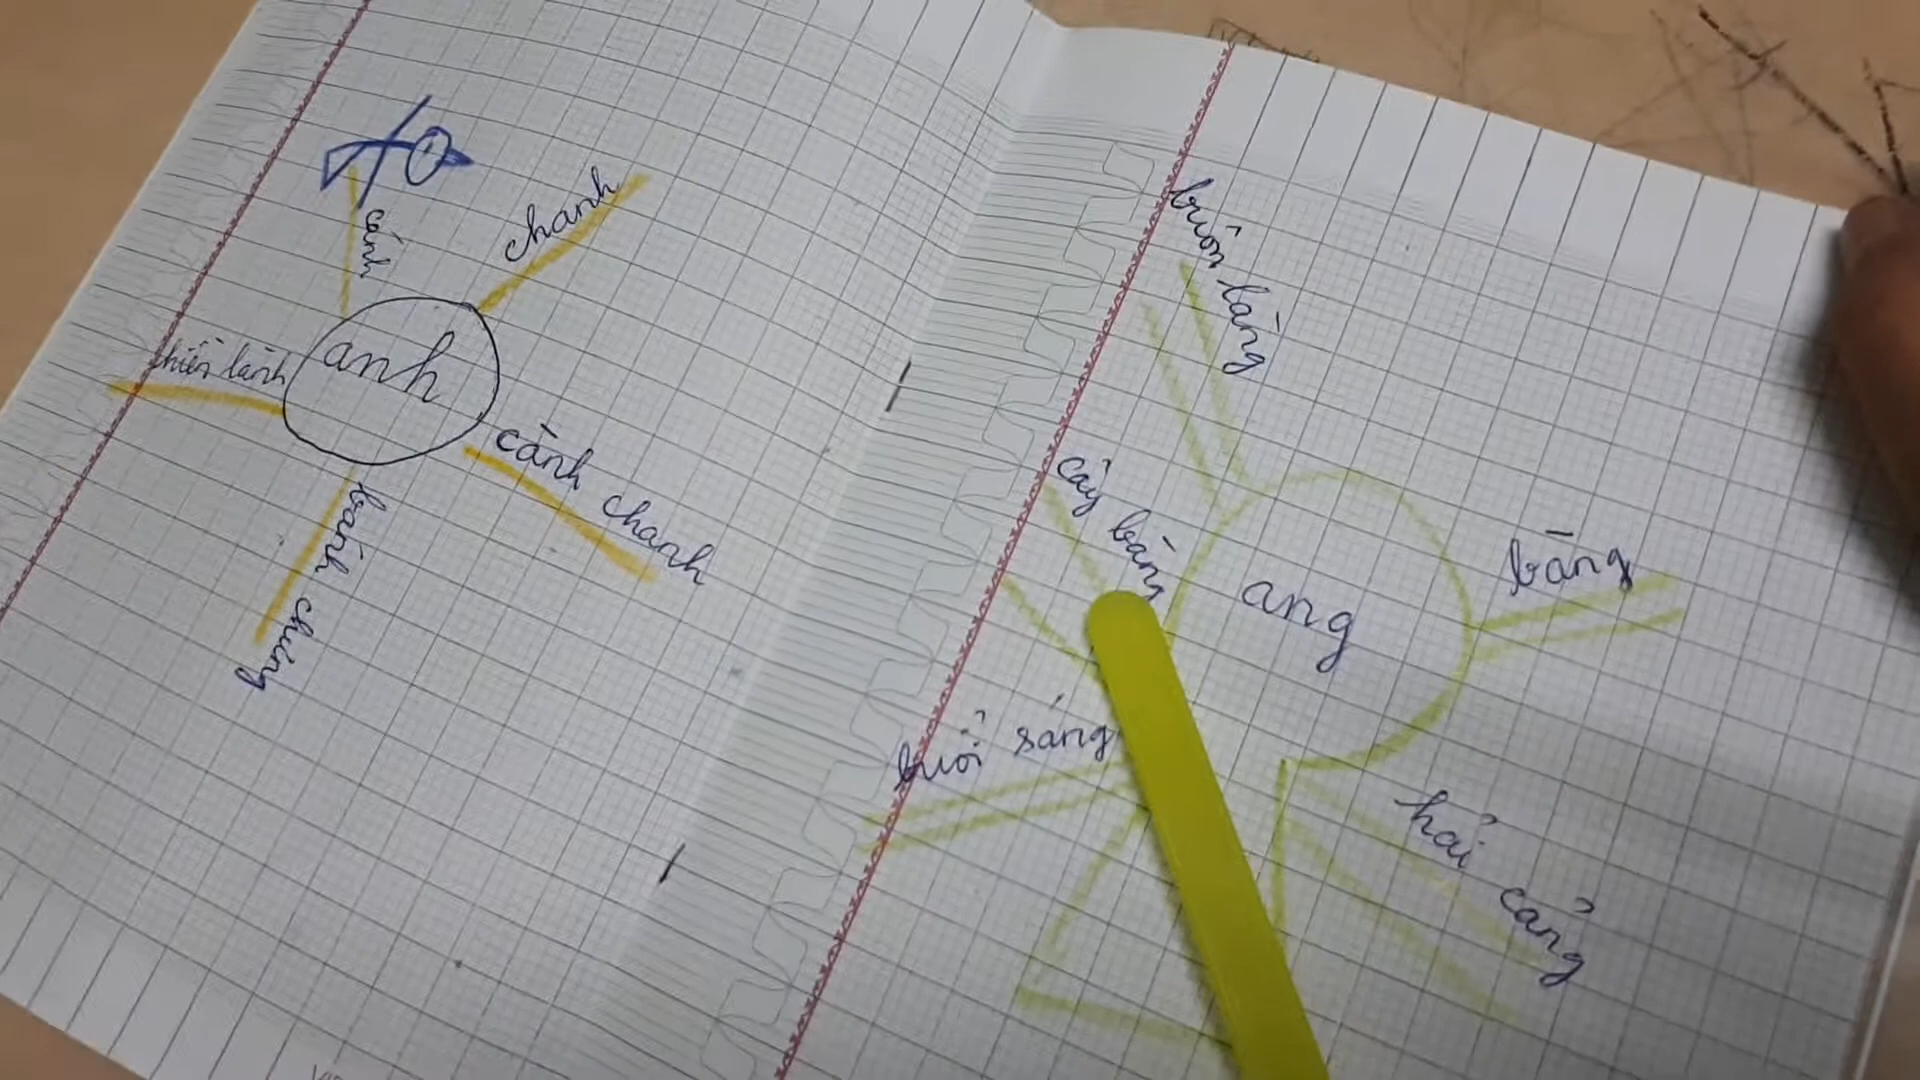 cánh
chanh
hiền lành
anh
cành chanh
bánh chưng
buôn làng
cây bàng
ang
bảng
buổi sáng
hải cảng